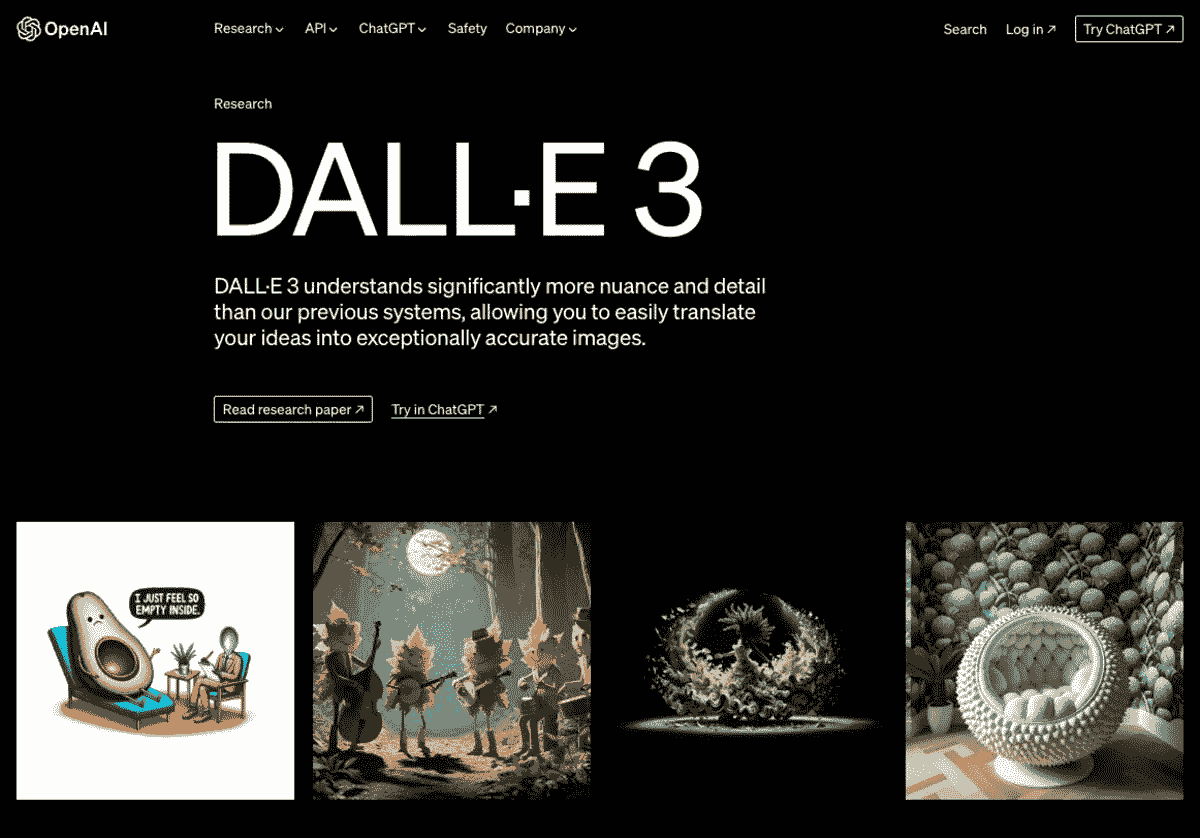 OpenAI
Research
API
ChatGPT
Safety
Company
Search
Log in ↗
Try ChatGPT ↗
Research
DALL·E 3
DALL·E 3 understands significantly more nuance and detail
than our previous systems, allowing you to easily translate
your ideas into exceptionally accurate images.
Read research paper ↗
Try in ChatGPT ↗
I JUST FEEL SO
EMPTY INSIDE.